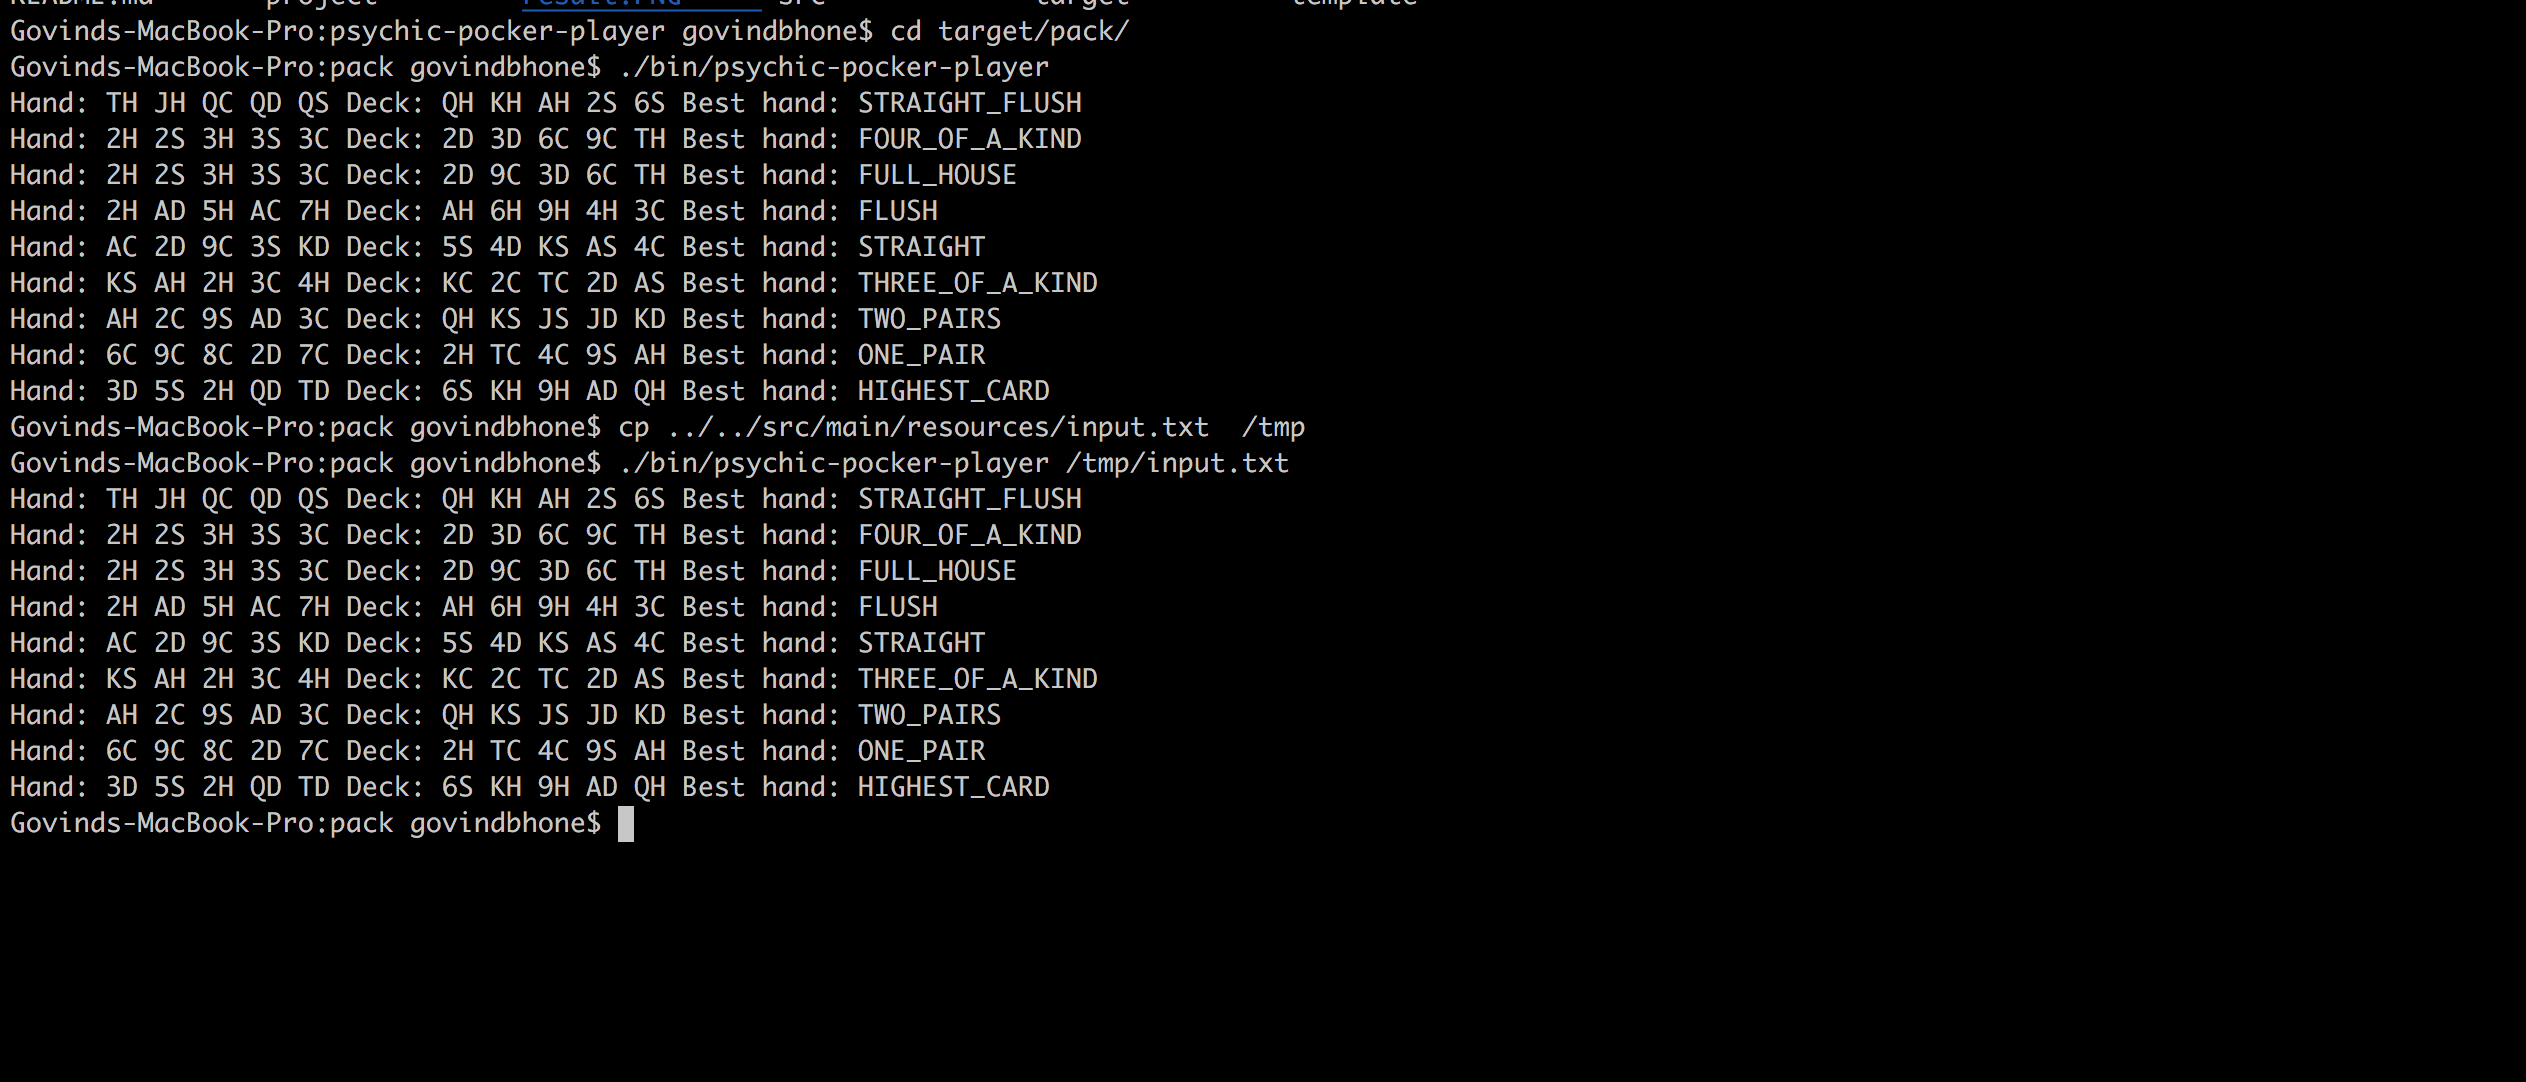 README.md project result.PNG src target template
Govinds-MacBook-Pro:psychic-pocker-player govindbhone$ cd target/pack/
Govinds-MacBook-Pro:pack govindbhone$ ./bin/psychic-pocker-player
Hand: TH JH QC QD QS Deck: QH KH AH 2S 6S Best hand: STRAIGHT_FLUSH
Hand: 2H 2S 3H 3S 3C Deck: 2D 3D 6C 9C TH Best hand: FOUR_OF_A_KIND
Hand: 2H 2S 3H 3S 3C Deck: 2D 9C 3D 6C TH Best hand: FULL_HOUSE
Hand: 2H AD 5H AC 7H Deck: AH 6H 9H 4H 3C Best hand: FLUSH
Hand: AC 2D 9C 3S KD Deck: 5S 4D KS AS 4C Best hand: STRAIGHT
Hand: KS AH 2H 3C 4H Deck: KC 2C TC 2D AS Best hand: THREE_OF_A_KIND
Hand: AH 2C 9S AD 3C Deck: QH KS JS JD KD Best hand: TWO_PAIRS
Hand: 6C 9C 8C 2D 7C Deck: 2H TC 4C 9S AH Best hand: ONE_PAIR
Hand: 3D 5S 2H QD TD Deck: 6S KH 9H AD QH Best hand: HIGHEST_CARD
Govinds-MacBook-Pro:pack govindbhone$ cp ../../src/main/resources/input.txt  /tmp
Govinds-MacBook-Pro:pack govindbhone$ ./bin/psychic-pocker-player /tmp/input.txt
Hand: TH JH QC QD QS Deck: QH KH AH 2S 6S Best hand: STRAIGHT_FLUSH
Hand: 2H 2S 3H 3S 3C Deck: 2D 3D 6C 9C TH Best hand: FOUR_OF_A_KIND
Hand: 2H 2S 3H 3S 3C Deck: 2D 9C 3D 6C TH Best hand: FULL_HOUSE
Hand: 2H AD 5H AC 7H Deck: AH 6H 9H 4H 3C Best hand: FLUSH
Hand: AC 2D 9C 3S KD Deck: 5S 4D KS AS 4C Best hand: STRAIGHT
Hand: KS AH 2H 3C 4H Deck: KC 2C TC 2D AS Best hand: THREE_OF_A_KIND
Hand: AH 2C 9S AD 3C Deck: QH KS JS JD KD Best hand: TWO_PAIRS
Hand: 6C 9C 8C 2D 7C Deck: 2H TC 4C 9S AH Best hand: ONE_PAIR
Hand: 3D 5S 2H QD TD Deck: 6S KH 9H AD QH Best hand: HIGHEST_CARD
Govinds-MacBook-Pro:pack govindbhone$